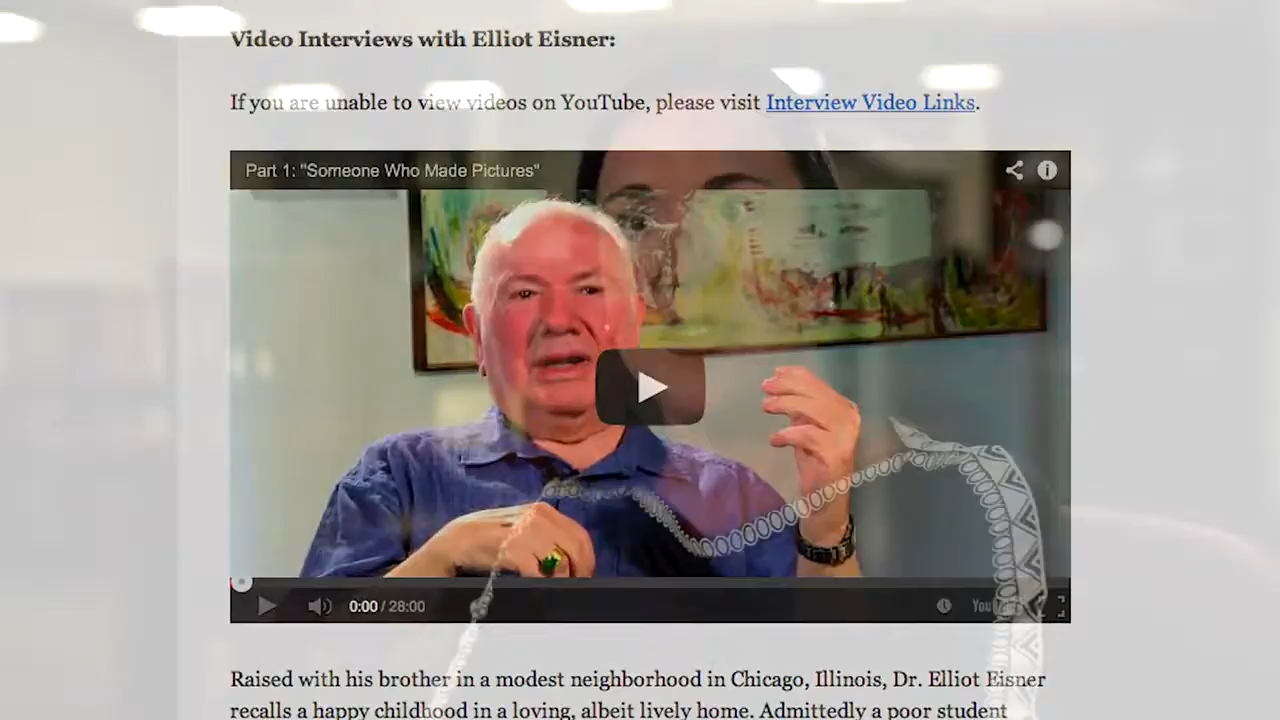 Video Interviews with Elliot Eisner:
If you are unable to view videos on YouTube, please visit Interview Video Links.
Part 1: "Someone Who Made Pictures"
0:00 / 28:00
Raised with his brother in a modest neighborhood in Chicago, Illinois, Dr. Elliot Eisner
recalls a happy childhood in a loving, albeit lively home. Admittedly a poor student